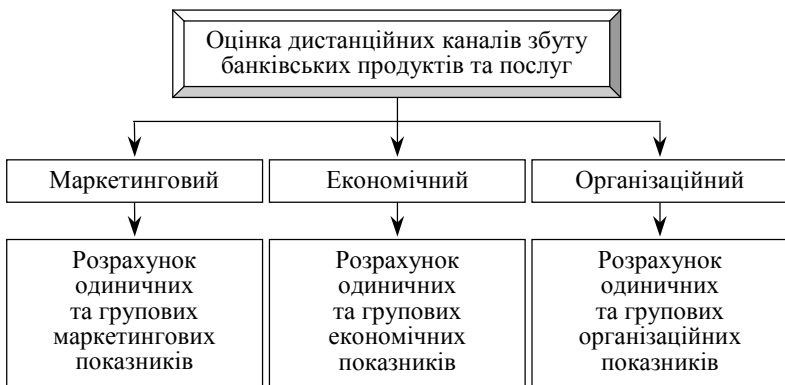 Оцінка дистанційних каналів збуту
банківських продуктів та послуг
Маркетинговий
Економічний
Організаційний
Розрахунок
одиничних
та групових
маркетингових
показників
Розрахунок
одиничних
та групових
економічних
показників
Розрахунок
одиничних
та групових
організаційних
показників